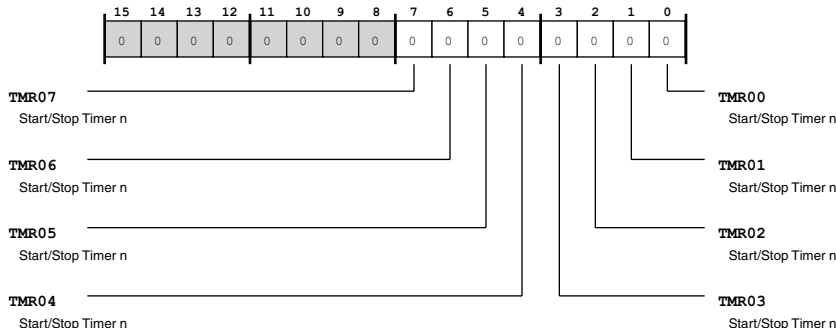 15 14 13 12 11 10 9 8 7 6 5 4 3 2 1 0
0 0 0 0 0 0 0 0 0 0 0 0 0 0 0 0
TMR07
Start/Stop Timer n
TMR00
Start/Stop Timer n
TMR06
Start/Stop Timer n
TMR01
Start/Stop Timer n
TMR05
Start/Stop Timer n
TMR02
Start/Stop Timer n
TMR04
Start/Stop Timer n
TMR03
Start/Stop Timer n